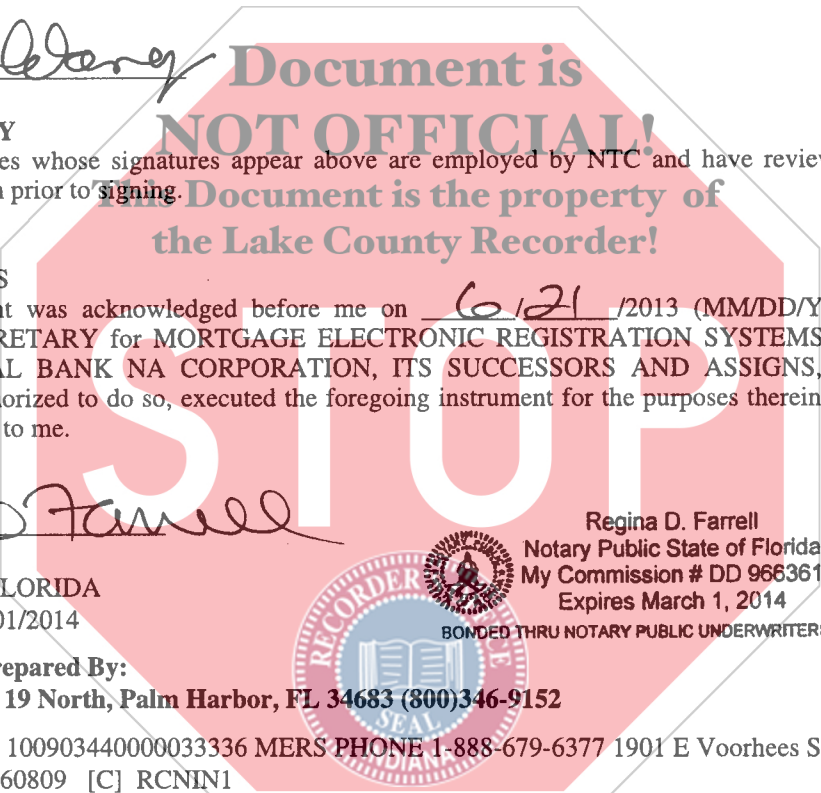 Document is
NOT OFFICIAL!
Y
es whose signatures appear above are employed by NTC and have review
n prior to signing.
This Document is the property of
the Lake County Recorder!
S
nt was acknowledged before me on 6/21/2013 (MM/DD/Y
RETARY for MORTGAGE ELECTRONIC REGISTRATION SYSTEMS
AL BANK NA CORPORATION, ITS SUCCESSORS AND ASSIGNS,
horized to do so, executed the foregoing instrument for the purposes therein
to me.
STOP
D Farrell
Regina D. Farrell
Notary Public State of Florida
My Commission # DD 966361
Expires March 1, 2014
BONDED THRU NOTARY PUBLIC UNDERWRITERS
LORIDA
01/2014
RECORDER OFFICE
SEAL
INDIANA
repared By:
19 North, Palm Harbor, FL 34683 (800)346-9152
100903440000033336 MERS PHONE 1-888-679-6377 1901 E Voorhees S
60809 [C] RCNIN1